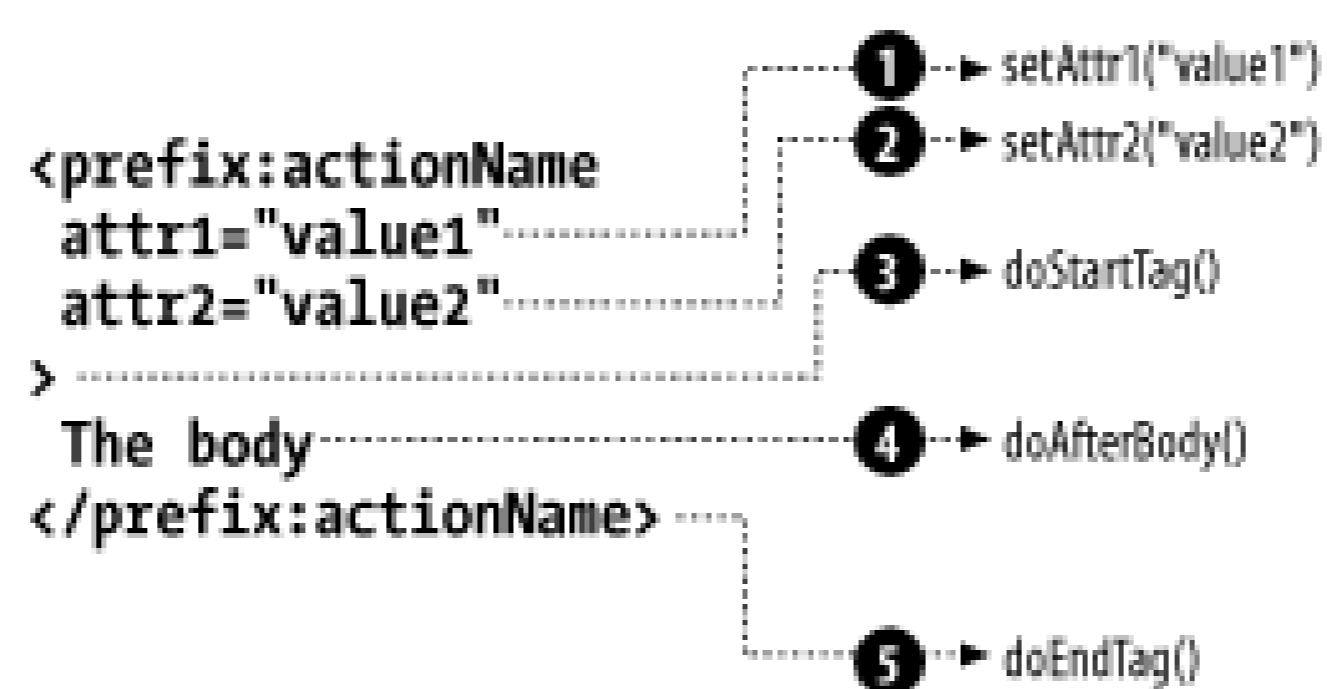 1 setAttr1("value1")
2 setAttr2("value2")
<prefix:actionName
attr1="value1"
attr2="value2"
3 doStartTag()
>
The body
4 doAfterBody()
</prefix:actionName>
5 doEndTag()